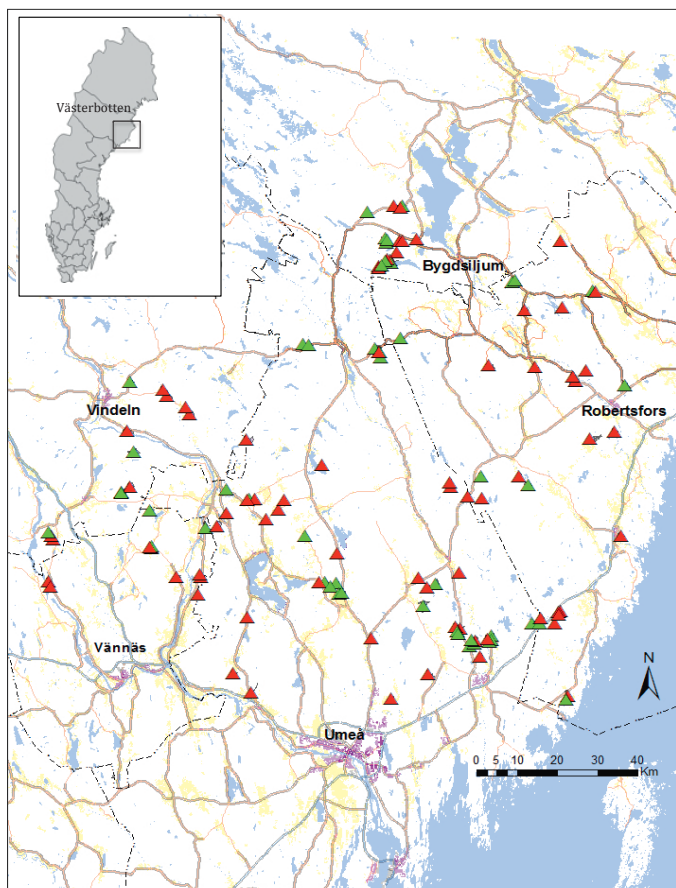 Västerbotten
Bygdsiljum
Vindeln
Robertsfors
Vännäs
N
Umeå
0 5 10 20 30 40
Km